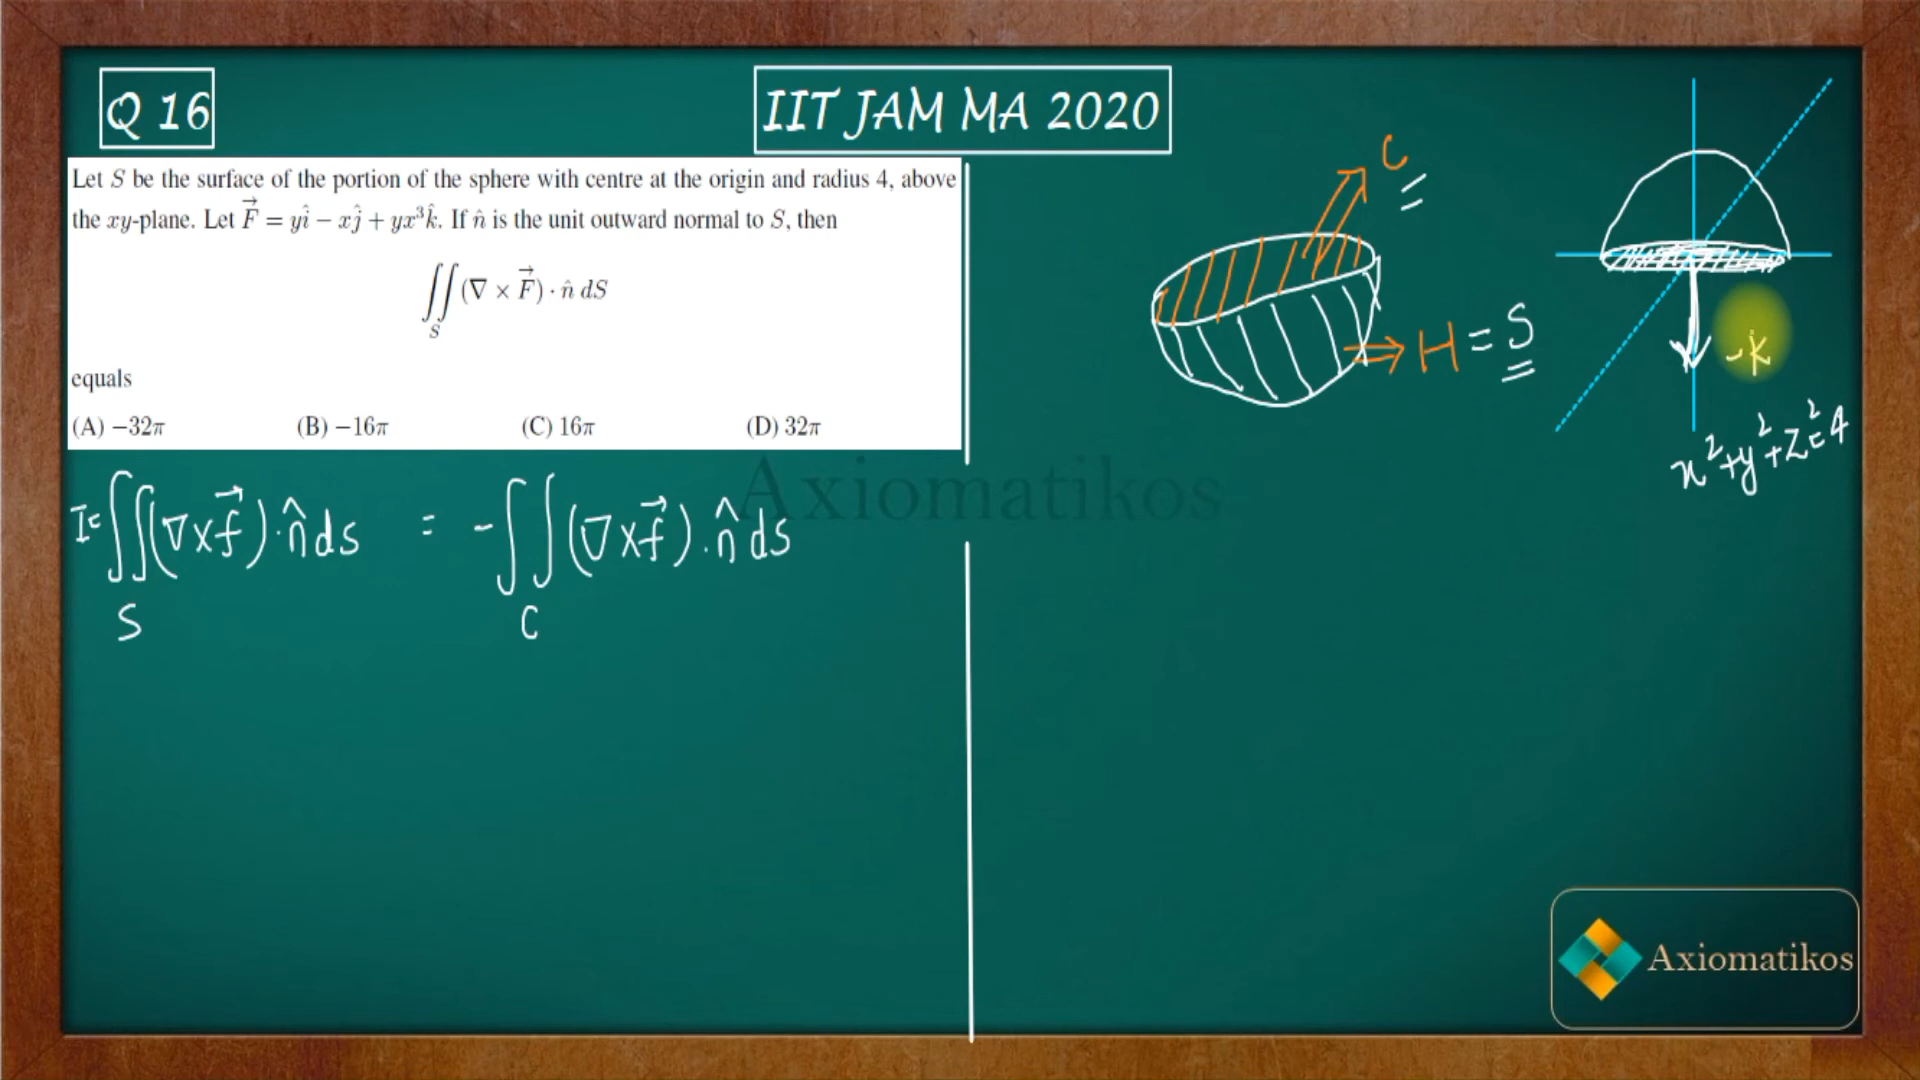 Q 16
IIT JAM MA 2020
Let S be the surface of the portion of the sphere with centre at the origin and radius 4, above
the xy-plane. Let F⃗ = yî − xĵ + yx³k̂. If n̂ is the unit outward normal to S, then
∬_S (∇ × F⃗) · n̂ dS
equals
(A) −32π (B) −16π (C) 16π (D) 32π
I = ∬_S (∇×f⃗)·n̂ ds = -∬_C (∇×f⃗)·n̂ ds
C
H = S
-k
x²+y²+z²=4
Axiomatikos
Axiomatikos